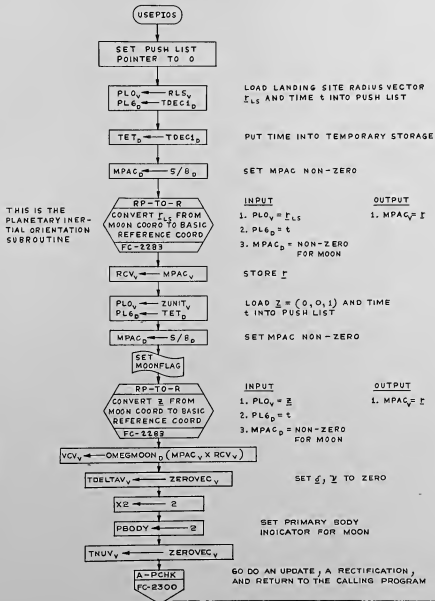 USEPIOS
SET PUSH LIST
POINTER TO 0
PL0V ← RLSV
PL6D ← TDEC1D
LOAD LANDING SITE RADIUS VECTOR
r̲LS AND TIME t INTO PUSH LIST
TETD ← TDEC1D
PUT TIME INTO TEMPORARY STORAGE
MPACD ← 5/8D
SET MPAC NON-ZERO
THIS IS THE
PLANETARY INER-
TIAL ORIENTATION
SUBROUTINE
RP-TO-R
CONVERT r̲LS FROM
MOON COORD TO BASIC
REFERENCE COORD
FC-2283
INPUT
1. PL0V = r̲LS
2. PL6D = t
3. MPACD = NON-ZERO
FOR MOON
OUTPUT
1. MPACV = r̲
RCVV ← MPACV
STORE r̲
PL0V ← ZUNITV
PL6D ← TETD
LOAD z̲ = (0,0,1) AND TIME
t INTO PUSH LIST
MPACD ← 5/8D
SET MPAC NON-ZERO
SET
MOONFLAG
RP-TO-R
CONVERT z̲ FROM
MOON COORD TO BASIC
REFERENCE COORD
FC-2283
INPUT
1. PL0V = z̲
2. PL6D = t
3. MPACD = NON-ZERO
FOR MOON
OUTPUT
1. MPACV = r̲
VCVV ← OMEGMOOND (MPACV X RCVV)
TDELTAVV ← ZEROVECV
SET δ̲, ν̲ TO ZERO
X2 ← 2
PBODY ← 2
SET PRIMARY BODY
INDICATOR FOR MOON
TNUVV ← ZEROVECV
A-PCHK
FC-2300
GO DO AN UPDATE, A RECTIFICATION,
AND RETURN TO THE CALLING PROGRAM